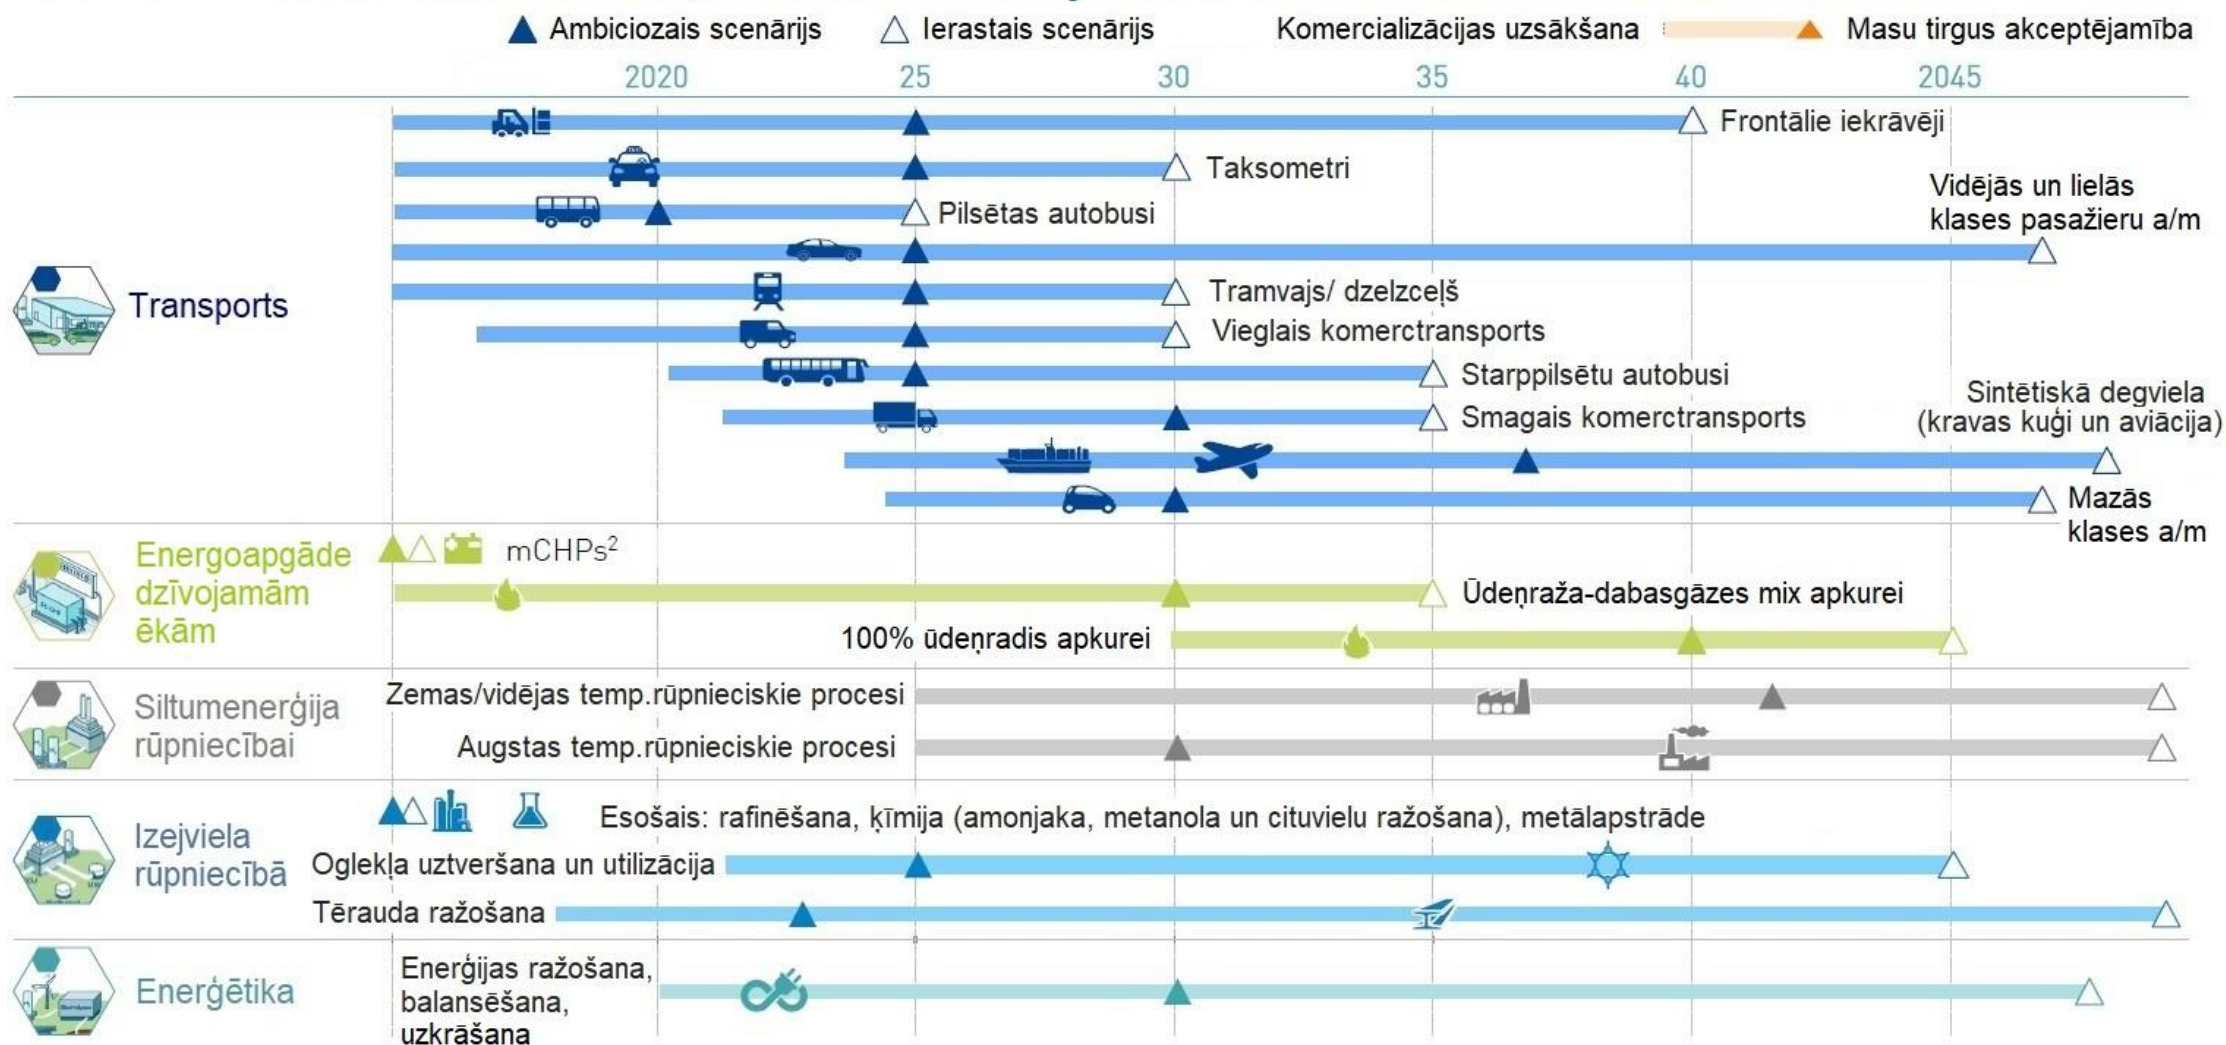 Ambiciozais scenārijs
Ierastais scenārijs
Komercializācijas uzsākšana
Masu tirgus akceptējamība
2020
25
30
35
40
2045
Frontālie iekrāvēji
Taksometri
Vidējās un lielās
klases pasažieru a/m
Pilsētas autobusi
Transports
Tramvajs/ dzelzceļš
Vieglais komerctransports
Starppilsētu autobusi
Smagais komerctransports
Sintētiskā degviela
(kravas kuģi un aviācija)
Mazās
klases a/m
Energoapgāde
dzīvojamām
ēkām
mCHPs²
Ūdeņraža-dabasgāzes mix apkurei
100% ūdeņradis apkurei
Siltumenerģija
rūpniecībai
Zemas/vidējas temp.rūpnieciskie procesi
Augstas temp.rūpnieciskie procesi
Izejviela
rūpniecībā
Esošais: rafinēšana, ķīmija (amonjaka, metanola un cituvielu ražošana), metālapstrāde
Oglekļa uztveršana un utilizācija
Tērauda ražošana
Enerģētika
Enerģijas ražošana,
balansēšana,
uzkrāšana